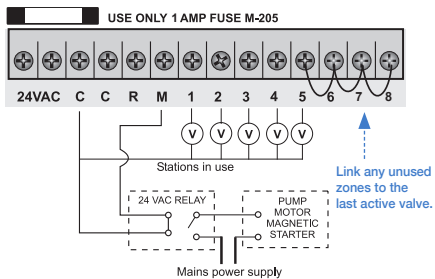 USE ONLY 1 AMP FUSE M-205
24VAC C C R M 1 2 3 4 5 6 7 8
V V V V V
Stations in use
Link any unused
zones to the
last active valve.
24 VAC RELAY
PUMP
MOTOR
MAGNETIC
STARTER
Mains power supply